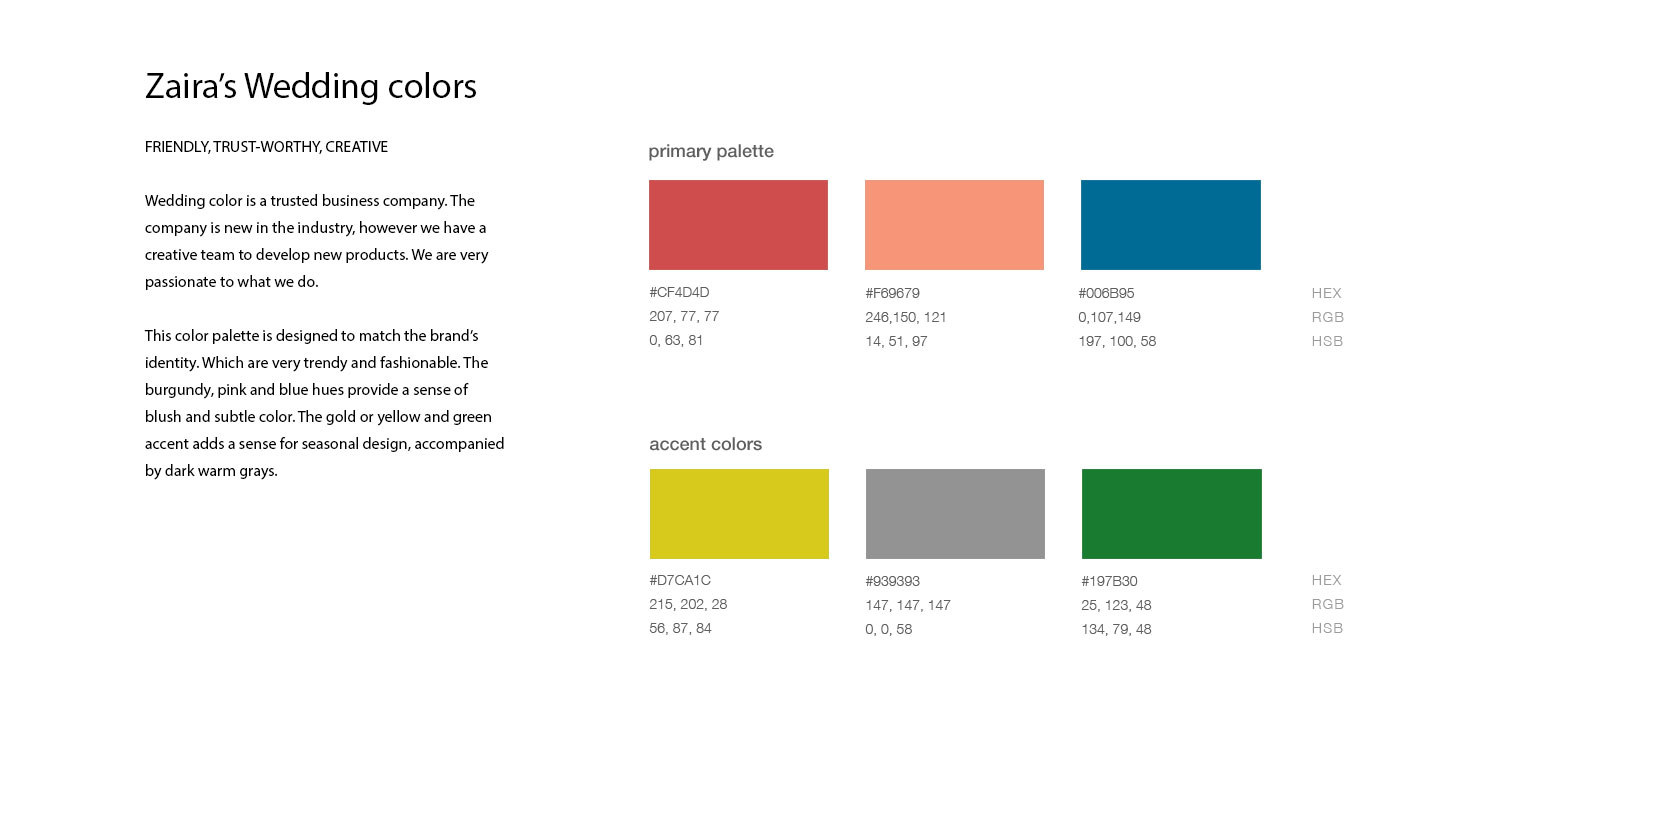 Zaira's Wedding colors
FRIENDLY, TRUST-WORTHY, CREATIVE
Wedding color is a trusted business company. The
company is new in the industry, however we have a
creative team to develop new products. We are very
passionate to what we do.
This color palette is designed to match the brand's
identity. Which are very trendy and fashionable. The
burgundy, pink and blue hues provide a sense of
blush and subtle color. The gold or yellow and green
accent adds a sense for seasonal design, accompanied
by dark warm grays.
primary palette
#CF4D4D #F69679 #006B95 HEX
207, 77, 77 246,150, 121 0,107,149 RGB
0, 63, 81 14, 51, 97 197, 100, 58 HSB
accent colors
#D7CA1C #939393 #197B30 HEX
215, 202, 28 147, 147, 147 25, 123, 48 RGB
56, 87, 84 0, 0, 58 134, 79, 48 HSB